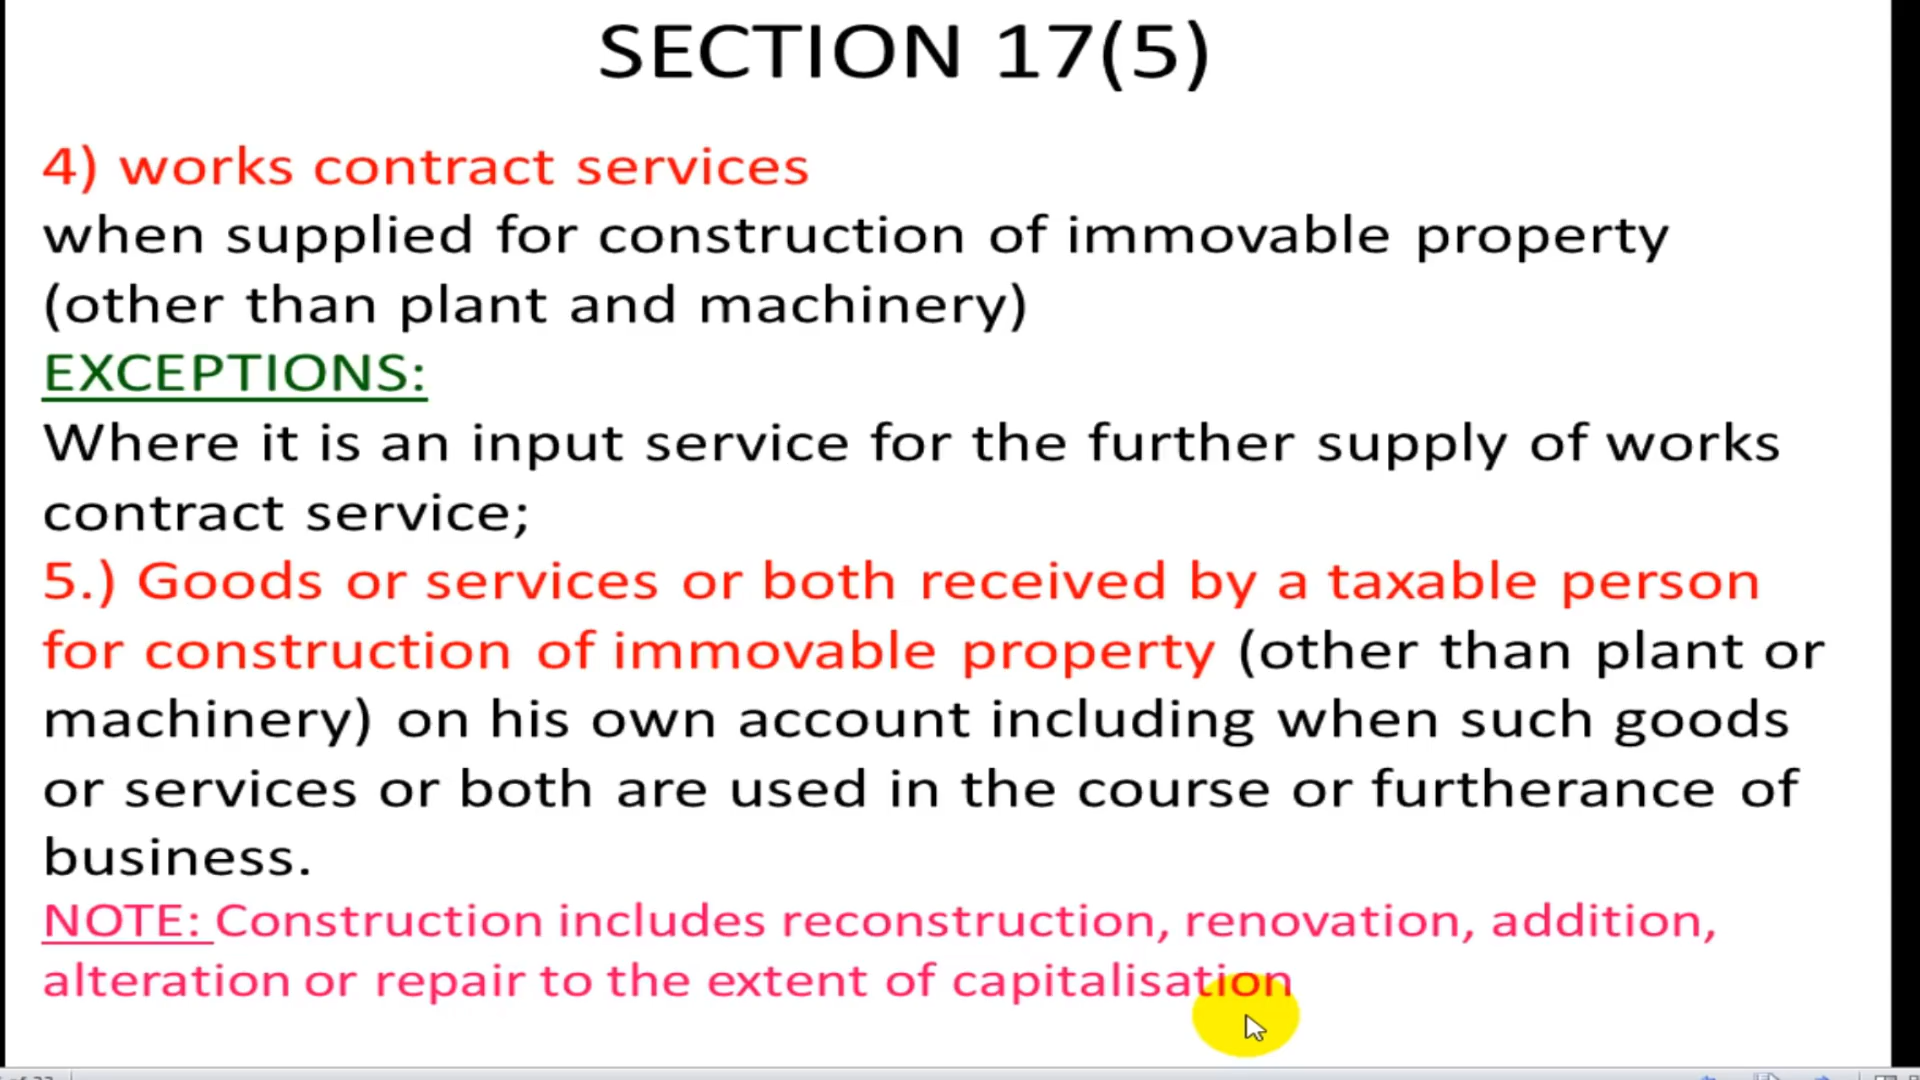 SECTION 17(5)
4) works contract services
when supplied for construction of immovable property
(other than plant and machinery)
EXCEPTIONS:
Where it is an input service for the further supply of works
contract service;
5.) Goods or services or both received by a taxable person
for construction of immovable property (other than plant or
machinery) on his own account including when such goods
or services or both are used in the course or furtherance of
business.
NOTE: Construction includes reconstruction, renovation, addition,
alteration or repair to the extent of capitalisation